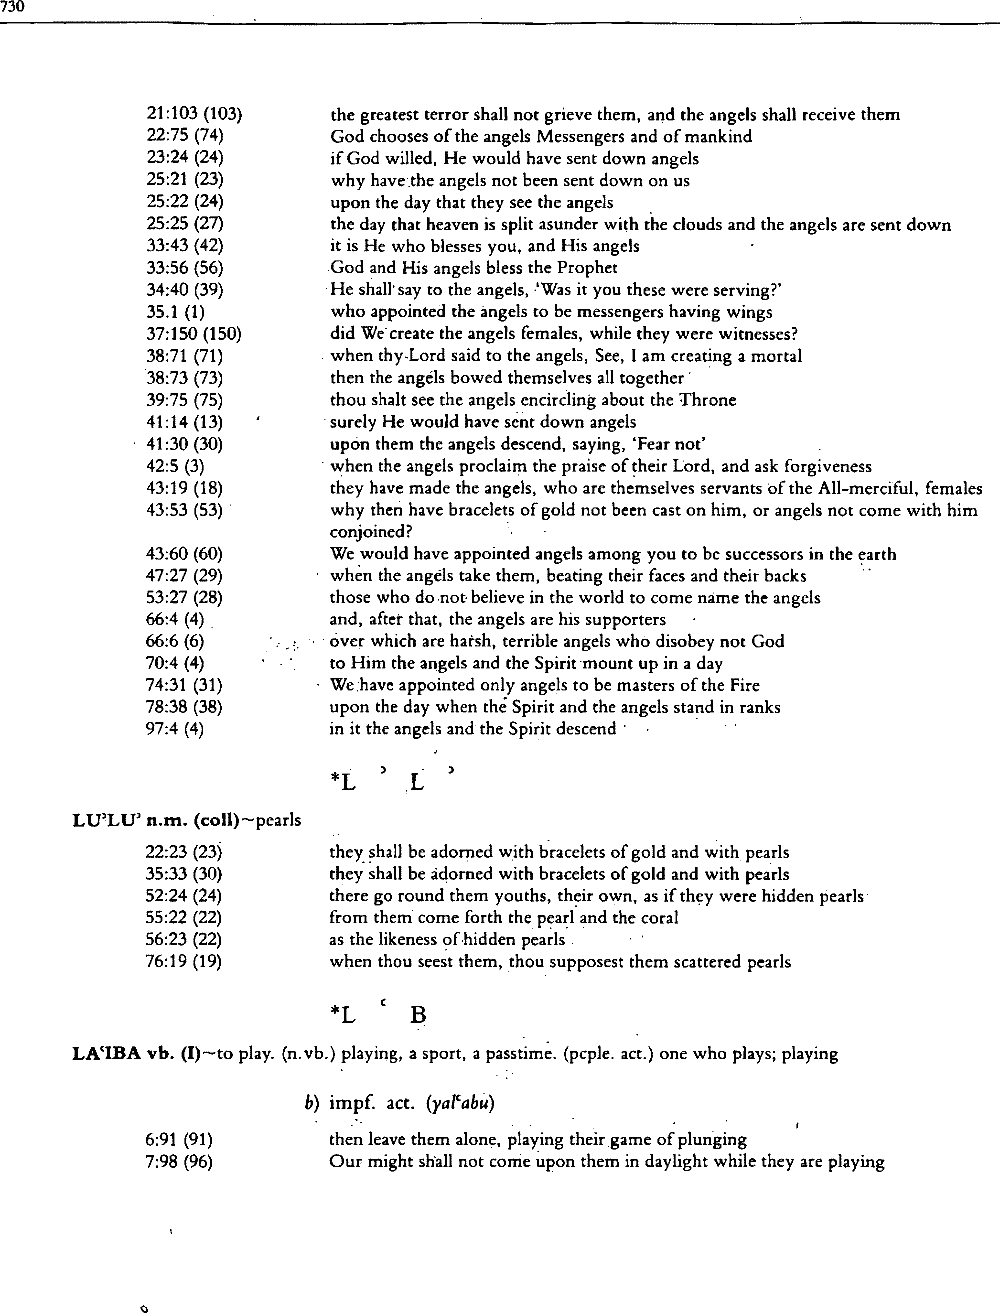 730
21:103 (103) the greatest terror shall not grieve them, and the angels shall receive them
22:75 (74) God chooses of the angels Messengers and of mankind
23:24 (24) if God willed, He would have sent down angels
25:21 (23) why have the angels not been sent down on us
25:22 (24) upon the day that they see the angels
25:25 (27) the day that heaven is split asunder with the clouds and the angels are sent down
33:43 (42) it is He who blesses you, and His angels
33:56 (56) God and His angels bless the Prophet
34:40 (39) He shall say to the angels, 'Was it you these were serving?'
35.1 (1) who appointed the angels to be messengers having wings
37:150 (150) did We create the angels females, while they were witnesses?
38:71 (71) when thy Lord said to the angels, See, I am creating a mortal
38:73 (73) then the angels bowed themselves all together
39:75 (75) thou shalt see the angels encircling about the Throne
41:14 (13) surely He would have sent down angels
41:30 (30) upon them the angels descend, saying, 'Fear not'
42:5 (3) when the angels proclaim the praise of their Lord, and ask forgiveness
43:19 (18) they have made the angels, who are themselves servants of the All-merciful, females
43:53 (53) why then have bracelets of gold not been cast on him, or angels not come with him
conjoined?
43:60 (60) We would have appointed angels among you to be successors in the earth
47:27 (29) when the angels take them, beating their faces and their backs
53:27 (28) those who do not believe in the world to come name the angels
66:4 (4) and, after that, the angels are his supporters
66:6 (6) over which are harsh, terrible angels who disobey not God
70:4 (4) to Him the angels and the Spirit mount up in a day
74:31 (31) We have appointed only angels to be masters of the Fire
78:38 (38) upon the day when the Spirit and the angels stand in ranks
97:4 (4) in it the angels and the Spirit descend
*L ʾ L ʾ
LUʾLUʾ n.m. (coll)~pearls
22:23 (23) they shall be adorned with bracelets of gold and with pearls
35:33 (30) they shall be adorned with bracelets of gold and with pearls
52:24 (24) there go round them youths, their own, as if they were hidden pearls
55:22 (22) from them come forth the pearl and the coral
56:23 (22) as the likeness of hidden pearls
76:19 (19) when thou seest them, thou supposest them scattered pearls
*L ʿ B
LAʿIBA vb. (I)~to play. (n.vb.) playing, a sport, a passtime. (pcple. act.) one who plays; playing
b) impf. act. (yalʿabu)
6:91 (91) then leave them alone, playing their game of plunging
7:98 (96) Our might shall not come upon them in daylight while they are playing